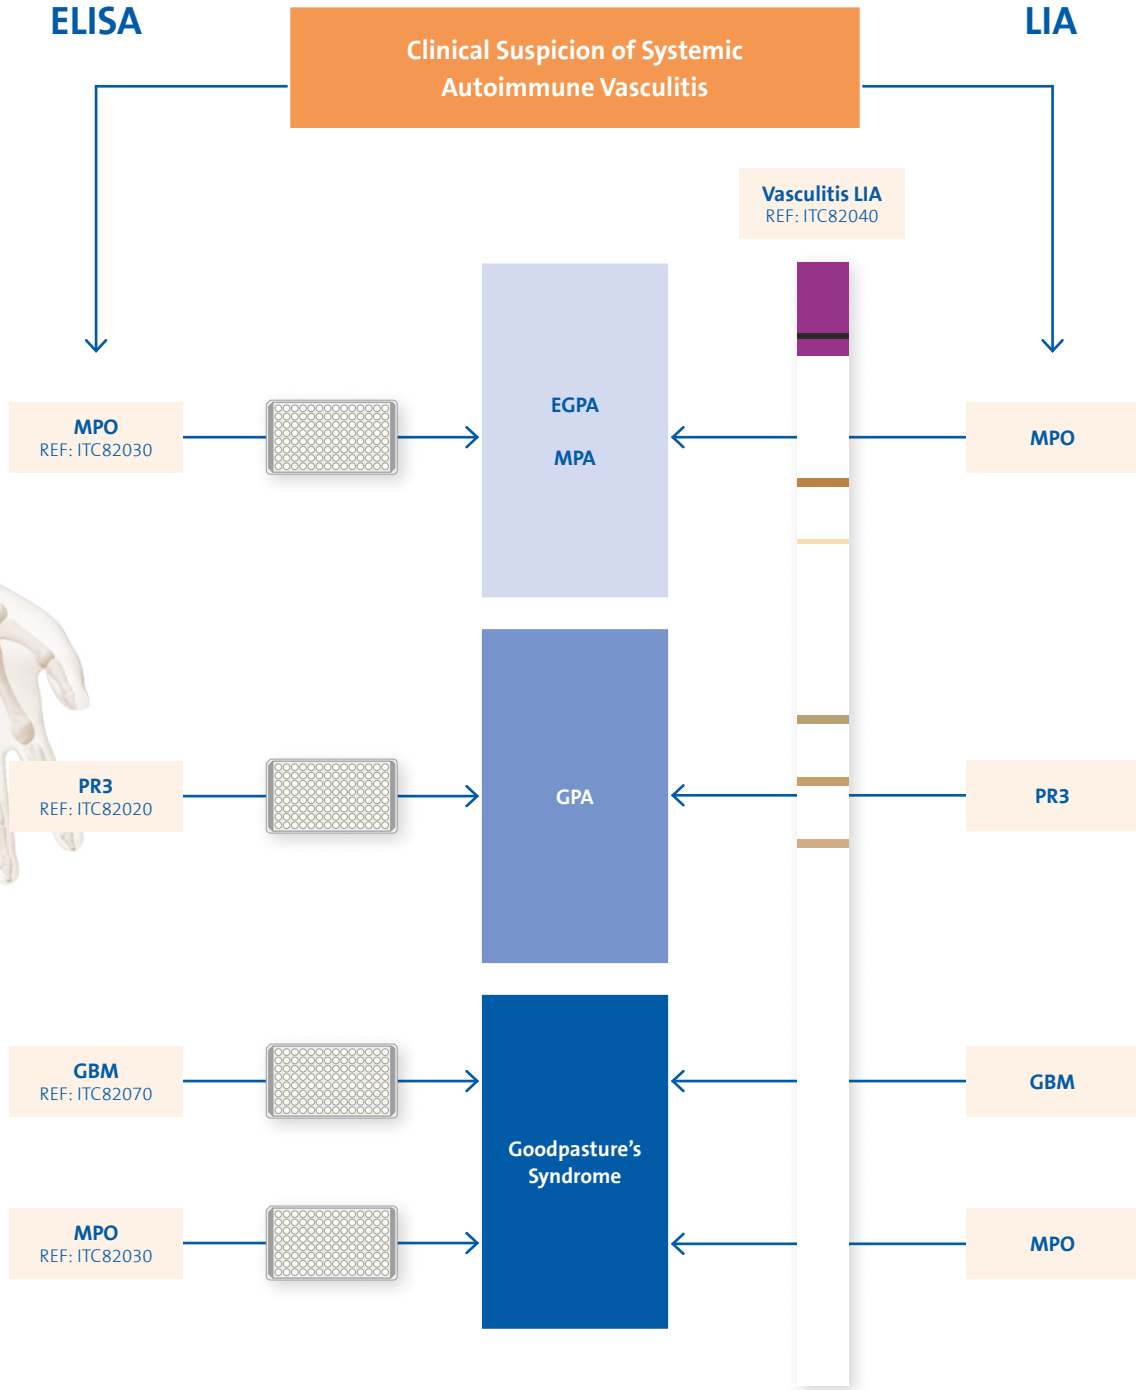 ELISA
Clinical Suspicion of Systemic
Autoimmune Vasculitis
LIA
Vasculitis LIA
REF: ITC82040
MPO
REF: ITC82030
EGPA
MPA
MPO
PR3
REF: ITC82020
GPA
PR3
GBM
REF: ITC82070
Goodpasture’s
Syndrome
GBM
MPO
REF: ITC82030
MPO